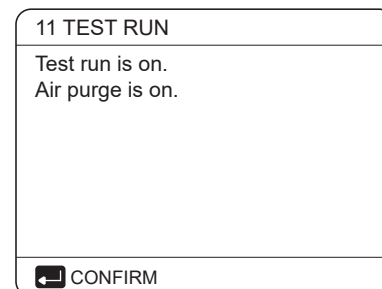 11 TEST RUN
Test run is on.
Air purge is on.
CONFIRM